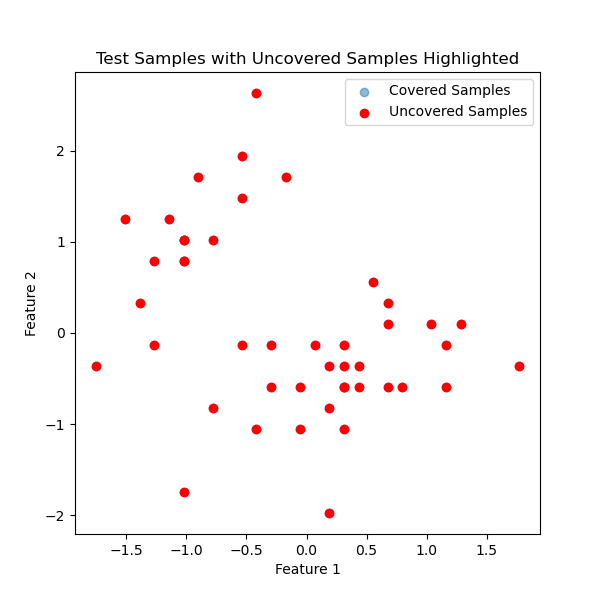 Test Samples with Uncovered Samples Highlighted
Covered Samples
Uncovered Samples
Feature 2
2
1
0
−1
−2
−1.5
−1.0
−0.5
0.0
0.5
1.0
1.5
Feature 1